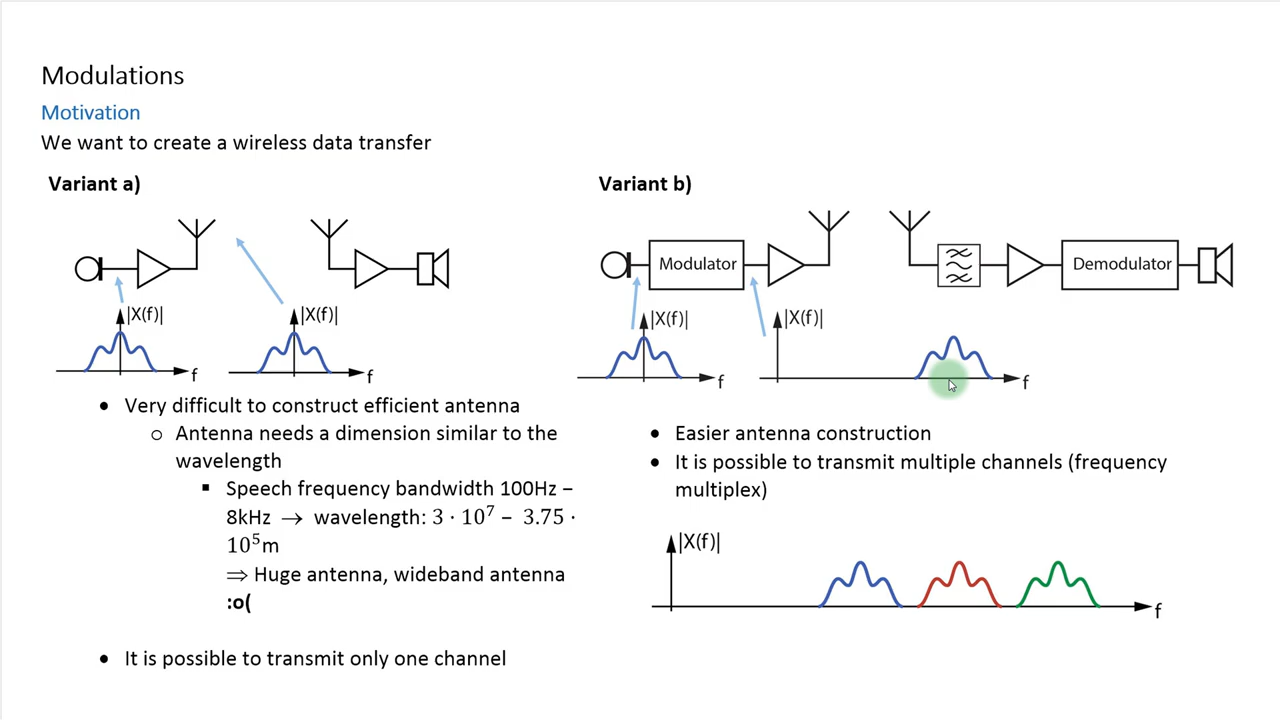 Modulations
Motivation
We want to create a wireless data transfer
Variant a)
|X(f)|
f
|X(f)|
f
• Very difficult to construct efficient antenna
o Antenna needs a dimension similar to the
wavelength
▪ Speech frequency bandwidth 100Hz –
8kHz → wavelength: 3 · 10⁷ – 3.75 ·
10⁵m
⇒ Huge antenna, wideband antenna
:o(
• It is possible to transmit only one channel
Variant b)
Modulator
Demodulator
|X(f)|
f
|X(f)|
f
• Easier antenna construction
• It is possible to transmit multiple channels (frequency
multiplex)
|X(f)|
f